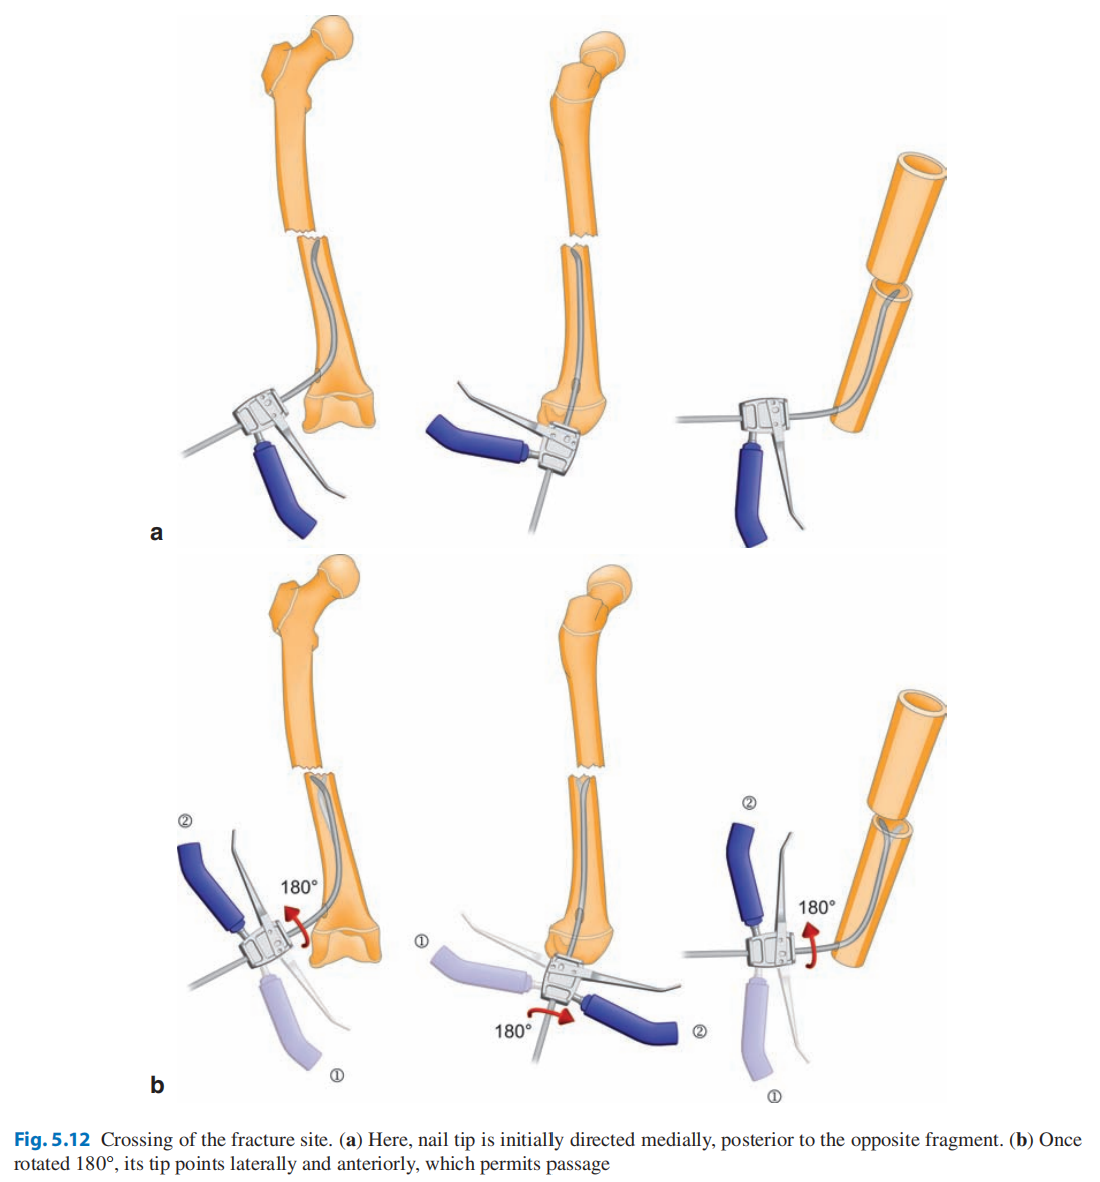 a
②
180°
①
①
180°
②
②
180°
①
b
Fig. 5.12 Crossing of the fracture site. (a) Here, nail tip is initially directed medially, posterior to the opposite fragment. (b) Once
rotated 180°, its tip points laterally and anteriorly, which permits passage